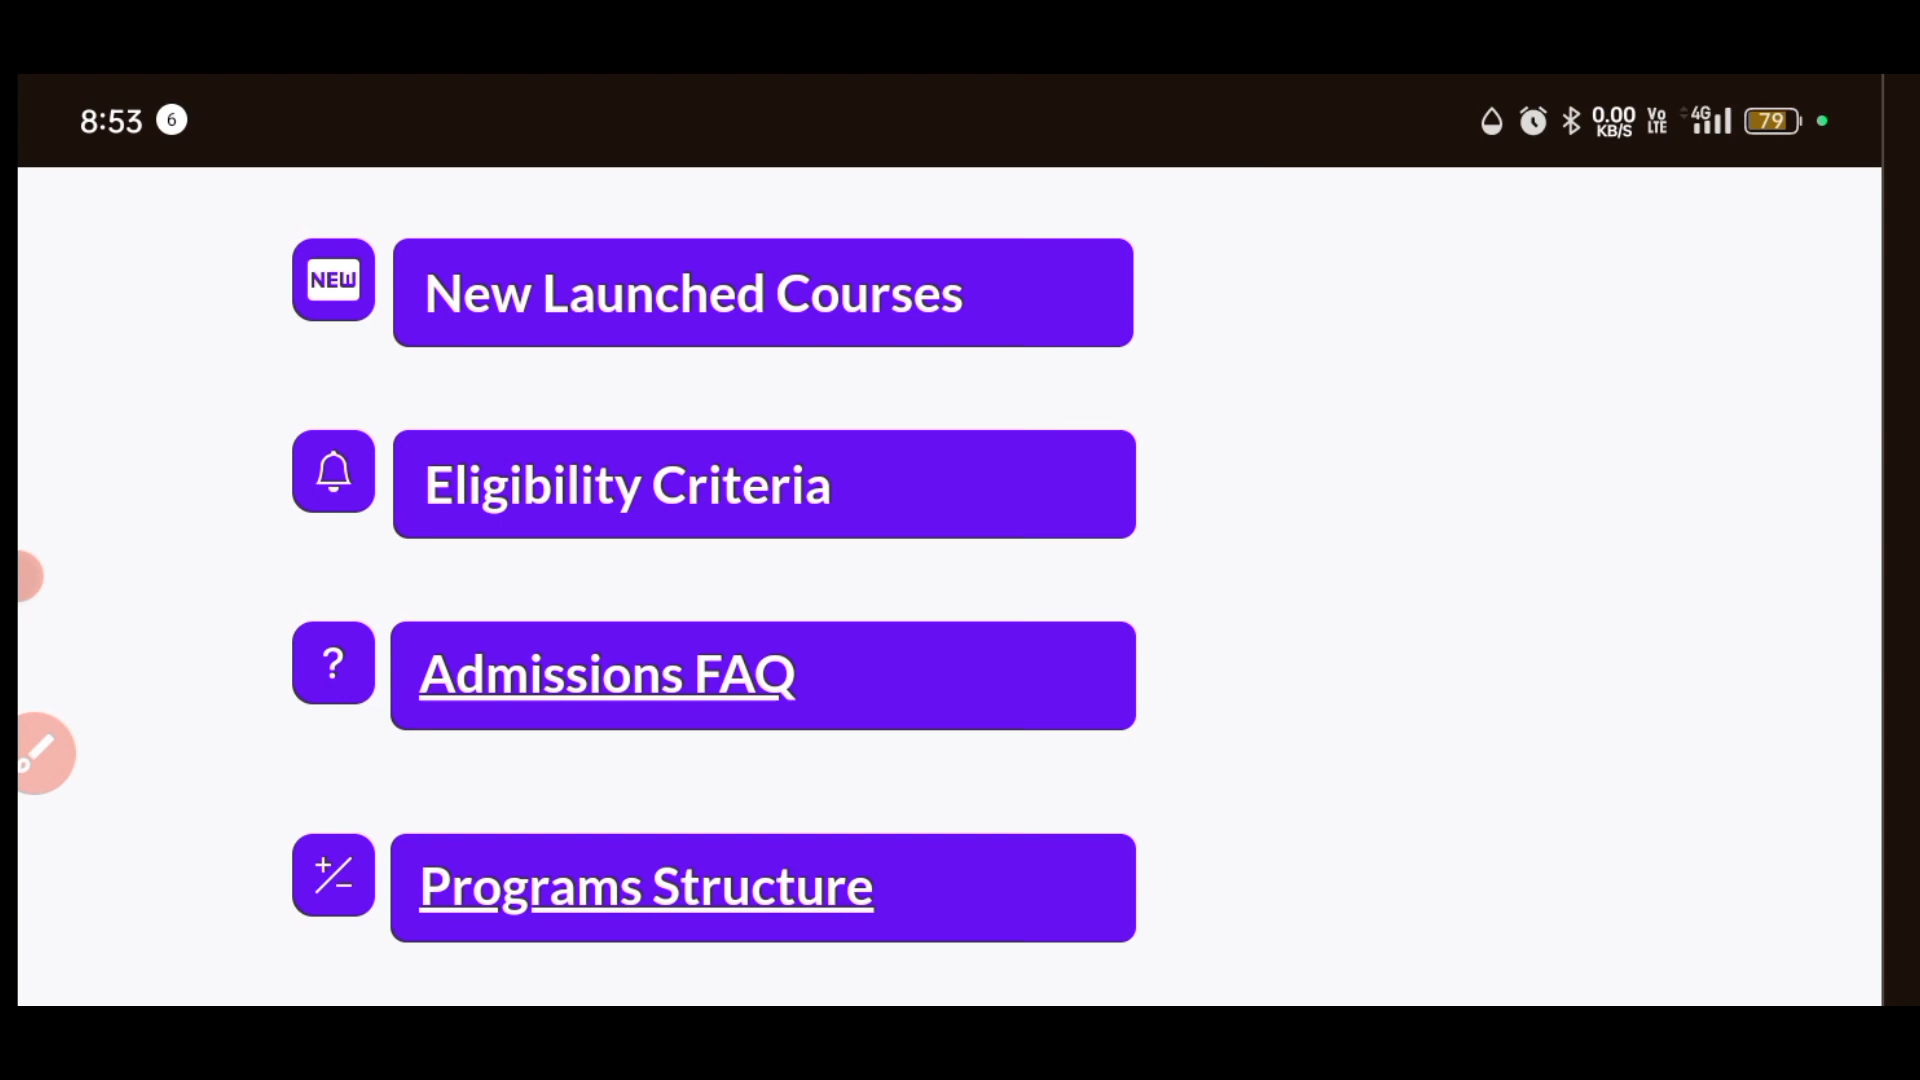 8:53 6 0.00 KB/S Vo LTE 4G 79
NEW New Launched Courses
Eligibility Criteria
? Admissions FAQ
+/- Programs Structure